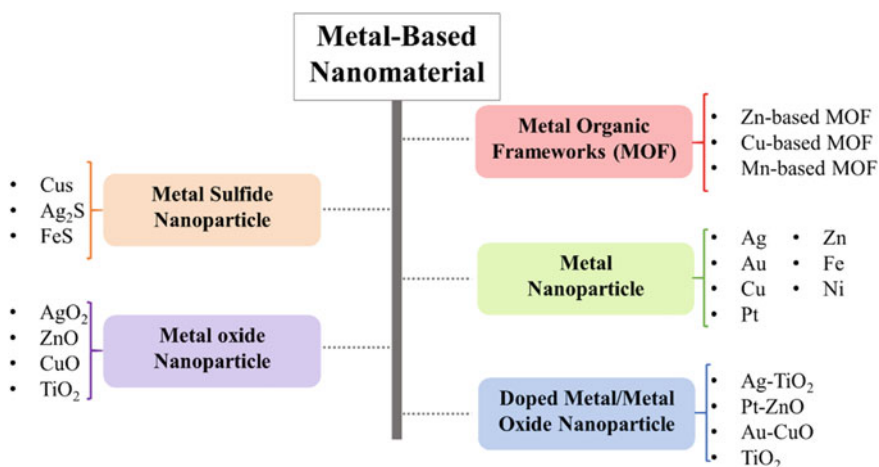 Metal-Based
Nanomaterial
Metal Organic
Frameworks (MOF)
• Zn-based MOF
• Cu-based MOF
• Mn-based MOF
• Cus
• Ag₂S
• FeS
Metal Sulfide
Nanoparticle
Metal
Nanoparticle
• Ag • Zn
• Au • Fe
• Cu • Ni
• Pt
• AgO₂
• ZnO
• CuO
• TiO₂
Metal oxide
Nanoparticle
Doped Metal/Metal
Oxide Nanoparticle
• Ag-TiO₂
• Pt-ZnO
• Au-CuO
• TiO₂